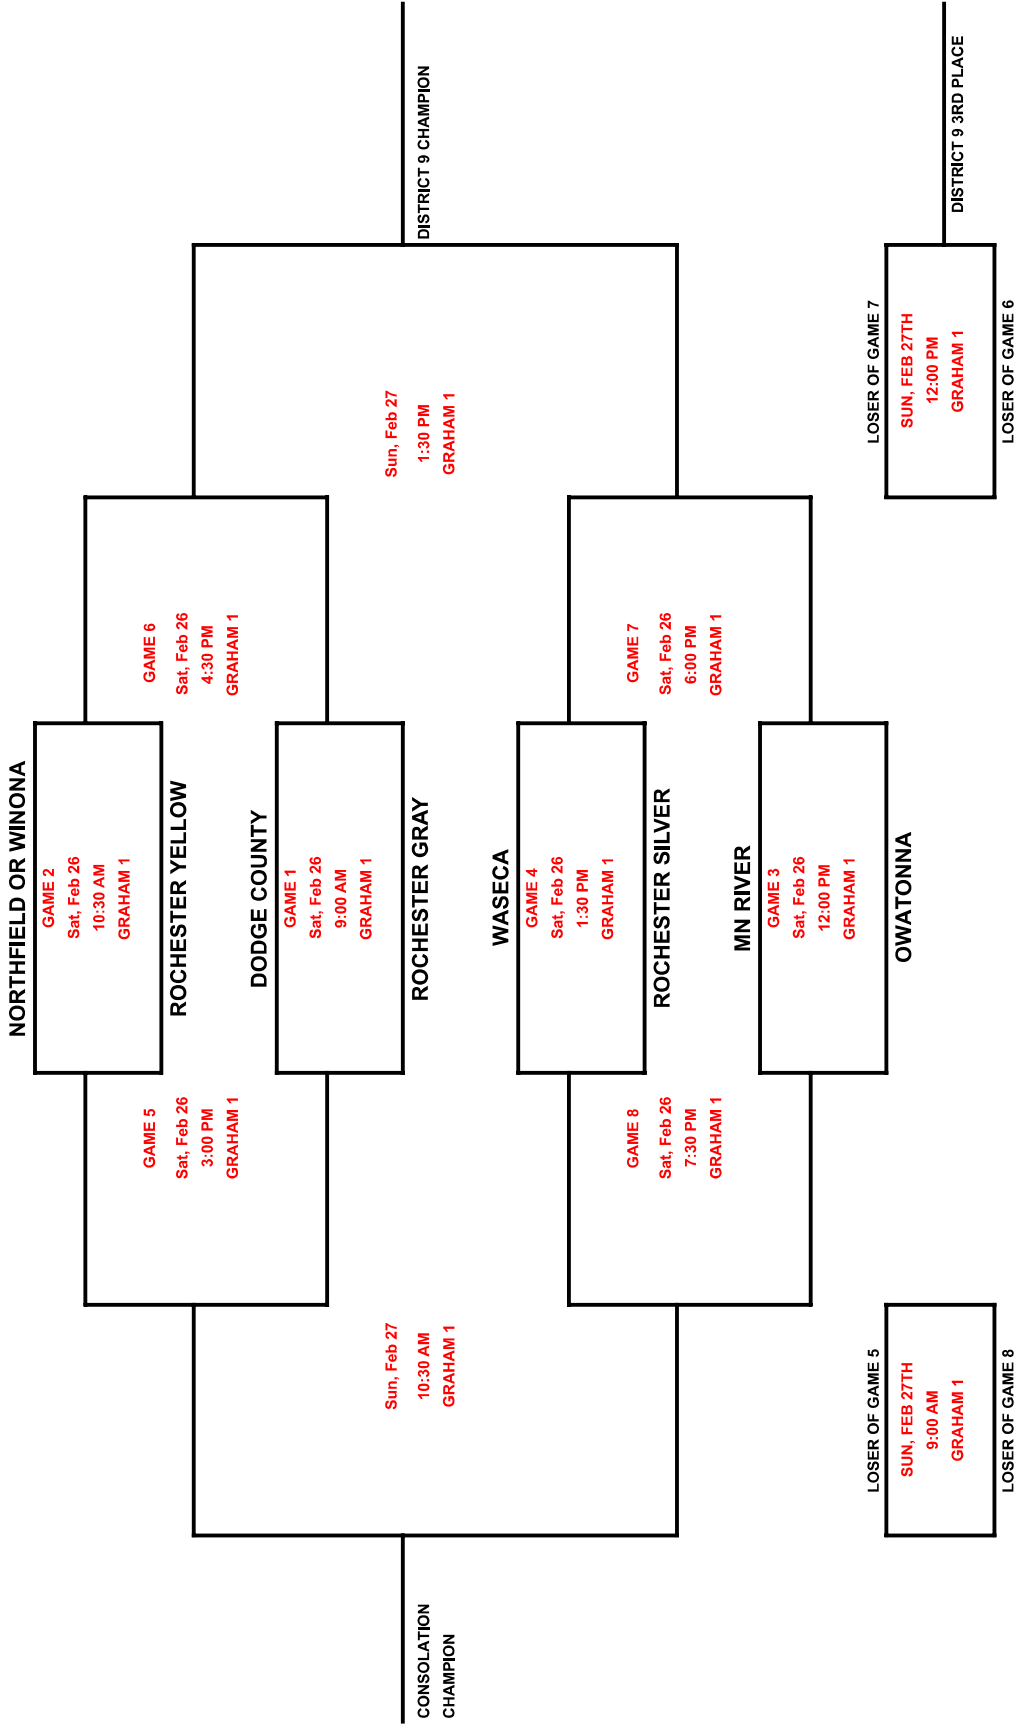 NORTHFIELD OR WINONA
GAME 2
Sat, Feb 26
10:30 AM
GRAHAM 1
ROCHESTER YELLOW
GAME 5
Sat, Feb 26
3:00 PM
GRAHAM 1
GAME 6
Sat, Feb 26
4:30 PM
GRAHAM 1
DODGE COUNTY
GAME 1
Sat, Feb 26
9:00 AM
GRAHAM 1
ROCHESTER GRAY
CONSOLATION
CHAMPION
Sun, Feb 27
10:30 AM
GRAHAM 1
Sun, Feb 27
1:30 PM
GRAHAM 1
DISTRICT 9 CHAMPION
WASECA
GAME 4
Sat, Feb 26
1:30 PM
GRAHAM 1
ROCHESTER SILVER
GAME 8
Sat, Feb 26
7:30 PM
GRAHAM 1
GAME 7
Sat, Feb 26
6:00 PM
GRAHAM 1
MN RIVER
GAME 3
Sat, Feb 26
12:00 PM
GRAHAM 1
OWATONNA
LOSER OF GAME 5
SUN, FEB 27TH
9:00 AM
GRAHAM 1
LOSER OF GAME 8
LOSER OF GAME 7
SUN, FEB 27TH
12:00 PM
GRAHAM 1
LOSER OF GAME 6
DISTRICT 9 3RD PLACE